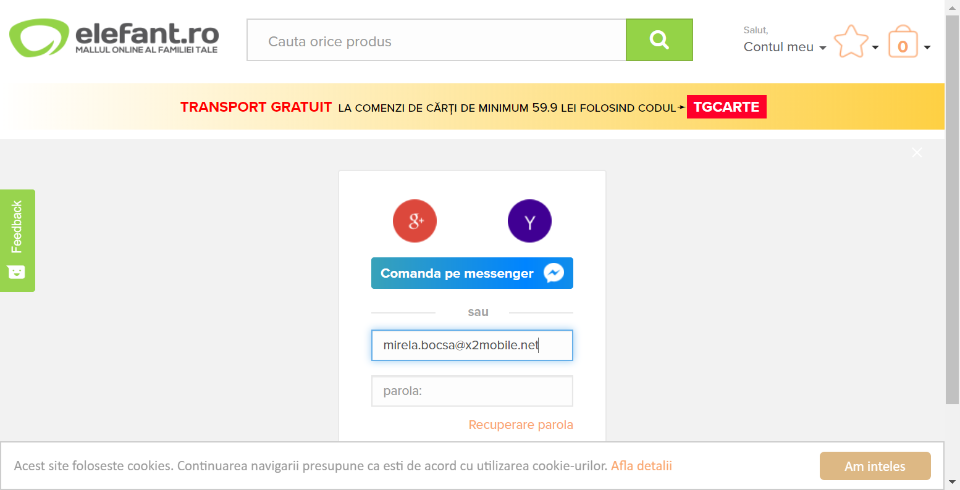 elefant.ro
MALLUL ONLINE AL FAMILIEI TALE
Cauta orice produs
Salut,
Contul meu
0
TRANSPORT GRATUIT LA COMENZI DE CĂRȚI DE MINIMUM 59.9 LEI FOLOSIND CODUL TGCARTE
Feedback
g+
Y
Comanda pe messenger
sau
mirela.bocsa@x2mobile.net
parola:
Recuperare parola
Acest site foloseste cookies. Continuarea navigarii presupune ca esti de acord cu utilizarea cookie-urilor. Afla detalii
Am inteles